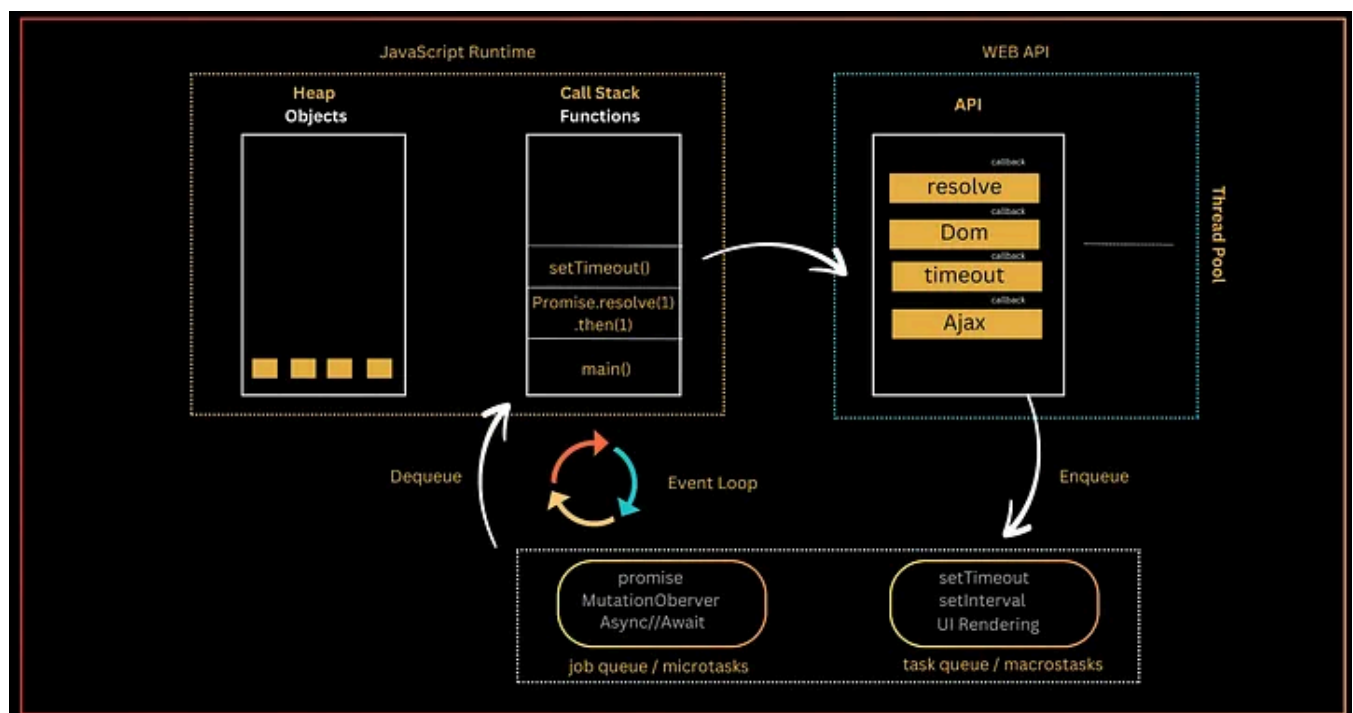 JavaScript Runtime
WEB API
Heap
Objects
Call Stack
Functions
API
callback
resolve
callback
Dom
callback
timeout
callback
Ajax
Thread Pool
setTimeout()
Promise.resolve(1)
.then(1)
main()
Dequeue
Event Loop
Enqueue
promise
MutationOberver
Async//Await
job queue / microtasks
setTimeout
setInterval
UI Rendering
task queue / macrostasks